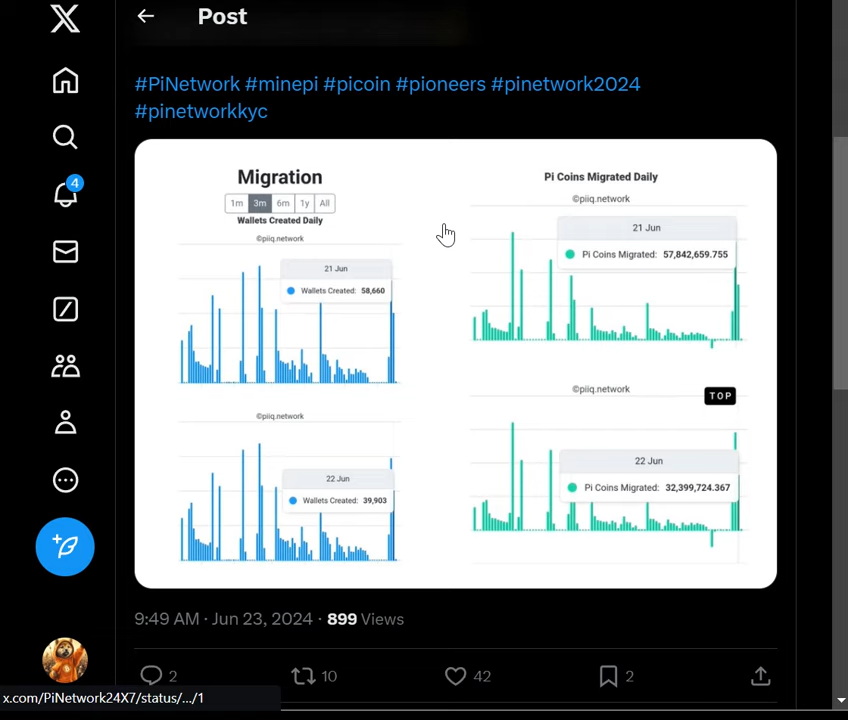 Post
#PiNetwork #minepi #picoin #pioneers #pinetwork2024
#pinetworkkyc
4
Migration
1m 3m 6m 1y All
Wallets Created Daily
©piiq.network
21 Jun
Wallets Created: 58,660
Pi Coins Migrated Daily
©piiq.network
21 Jun
Pi Coins Migrated: 57,842,659.755
©piiq.network
22 Jun
Wallets Created: 39,903
©piiq.network
TOP
22 Jun
Pi Coins Migrated: 32,399,724.367
9:49 AM · Jun 23, 2024 · 899 Views
2 10 42 2
x.com/PiNetwork24X7/status/.../1